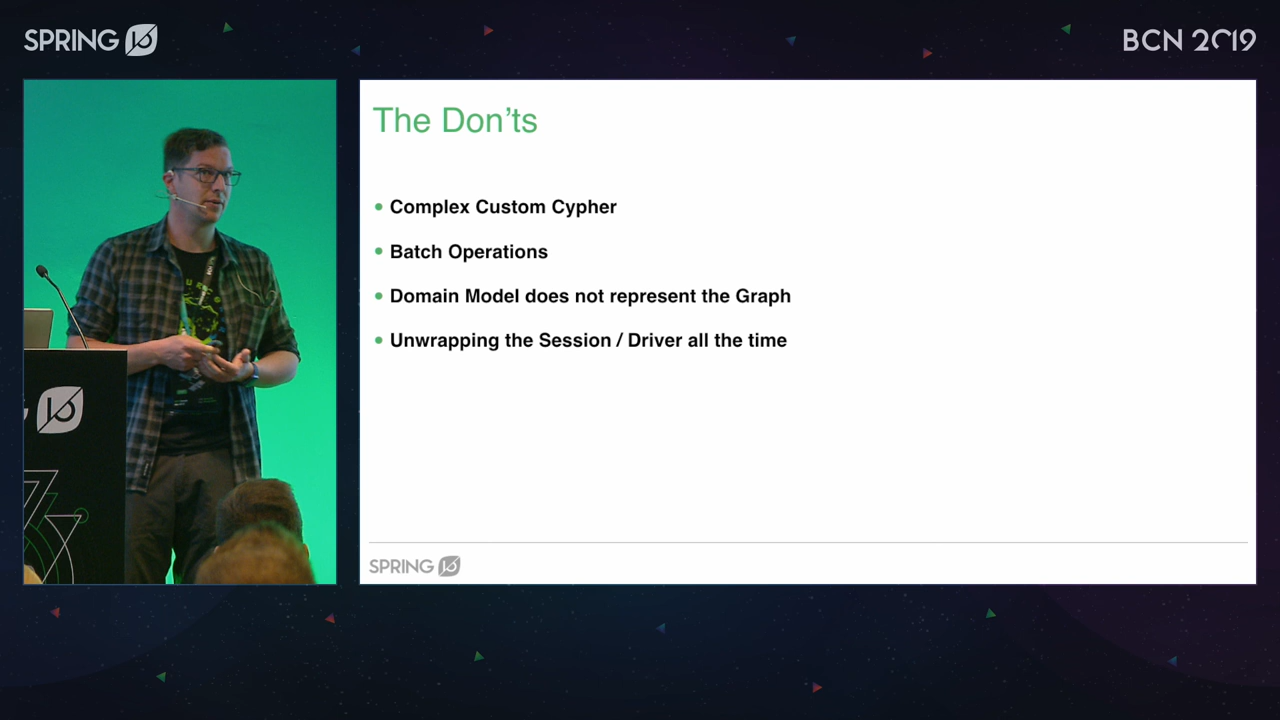 SPRING
BCN 2019
The Don'ts
Complex Custom Cypher
Batch Operations
Domain Model does not represent the Graph
Unwrapping the Session / Driver all the time
SPRING